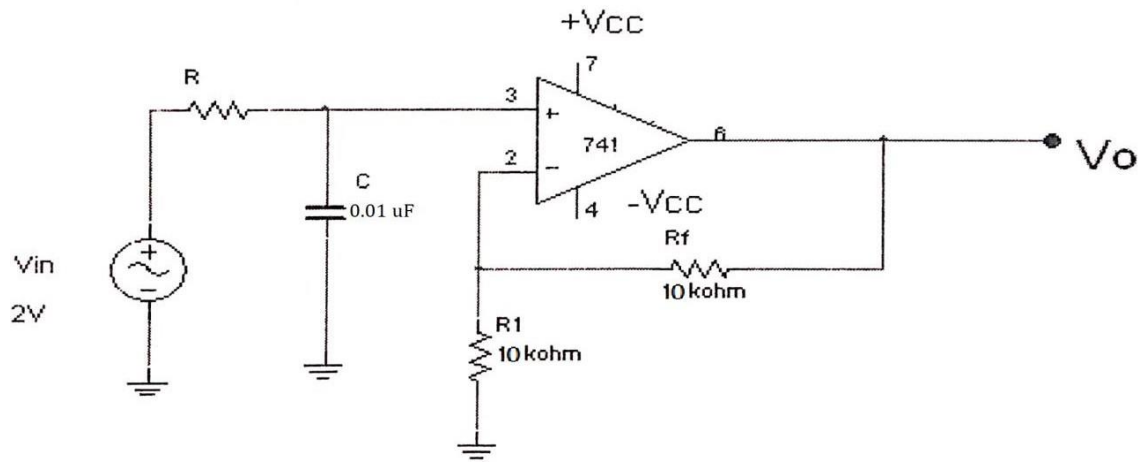 +Vcc
R
7
3
+
741
6
Vo
2
−
C
0.01 uF
4
-Vcc
Rf
10 kohm
Vin
+
−
2V
R1
10 kohm